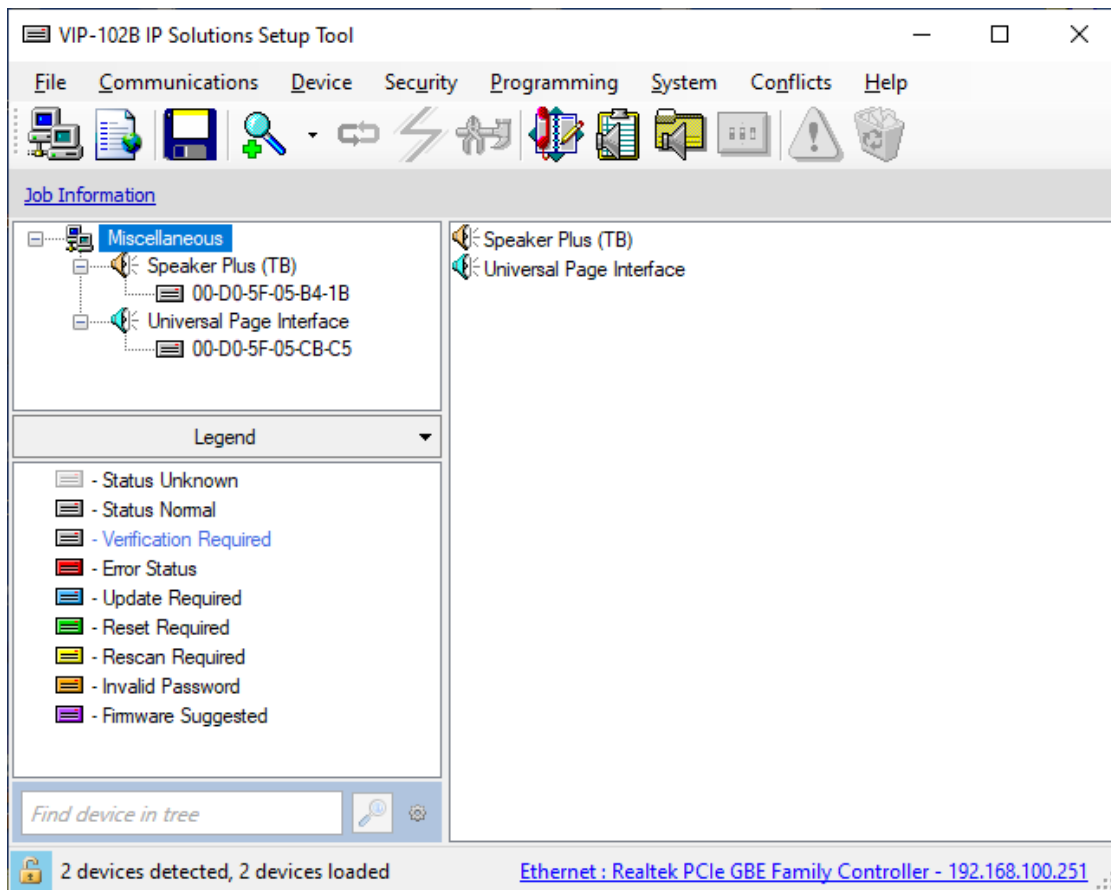 VIP-102B IP Solutions Setup Tool
File Communications Device Security Programming System Conflicts Help
Job Information
Miscellaneous
Speaker Plus (TB)
00-D0-5F-05-B4-1B
Universal Page Interface
00-D0-5F-05-CB-C5
Speaker Plus (TB)
Universal Page Interface
Legend
- Status Unknown
- Status Normal
- Verification Required
- Error Status
- Update Required
- Reset Required
- Rescan Required
- Invalid Password
- Firmware Suggested
Find device in tree
2 devices detected, 2 devices loaded
Ethernet : Realtek PCIe GBE Family Controller - 192.168.100.251